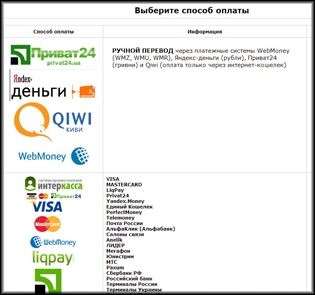 Выберите способ оплаты
Способ оплаты
Информация
Приват24
privat24.ua
Яndex
деньги
QIWI
КИВИ
WebMoney
РУЧНОЙ ПЕРЕВОД через платежные системы WebMoney
(WMZ, WMU, WMR), Яндекс-деньги (рубли), Приват24
(гривни) и Qiwi (оплата только через интернет-кошелек)
интеркасса
Приват24
VISA
MasterCard
WebMoney
liqpay
VISA
MASTERCARD
LiqPay
Privat24
Yandex.Money
Единый Кошелек
PerfectMoney
Telemoney
Почта России
АльфаКлик (Альфабанк)
Салоны связи
Anelik
ЛИДЕР
Мегафон
Юнистрим
МТС
Paxum
Сбербанк РФ
Российский банк
Терминалы России
Терминалы Украины